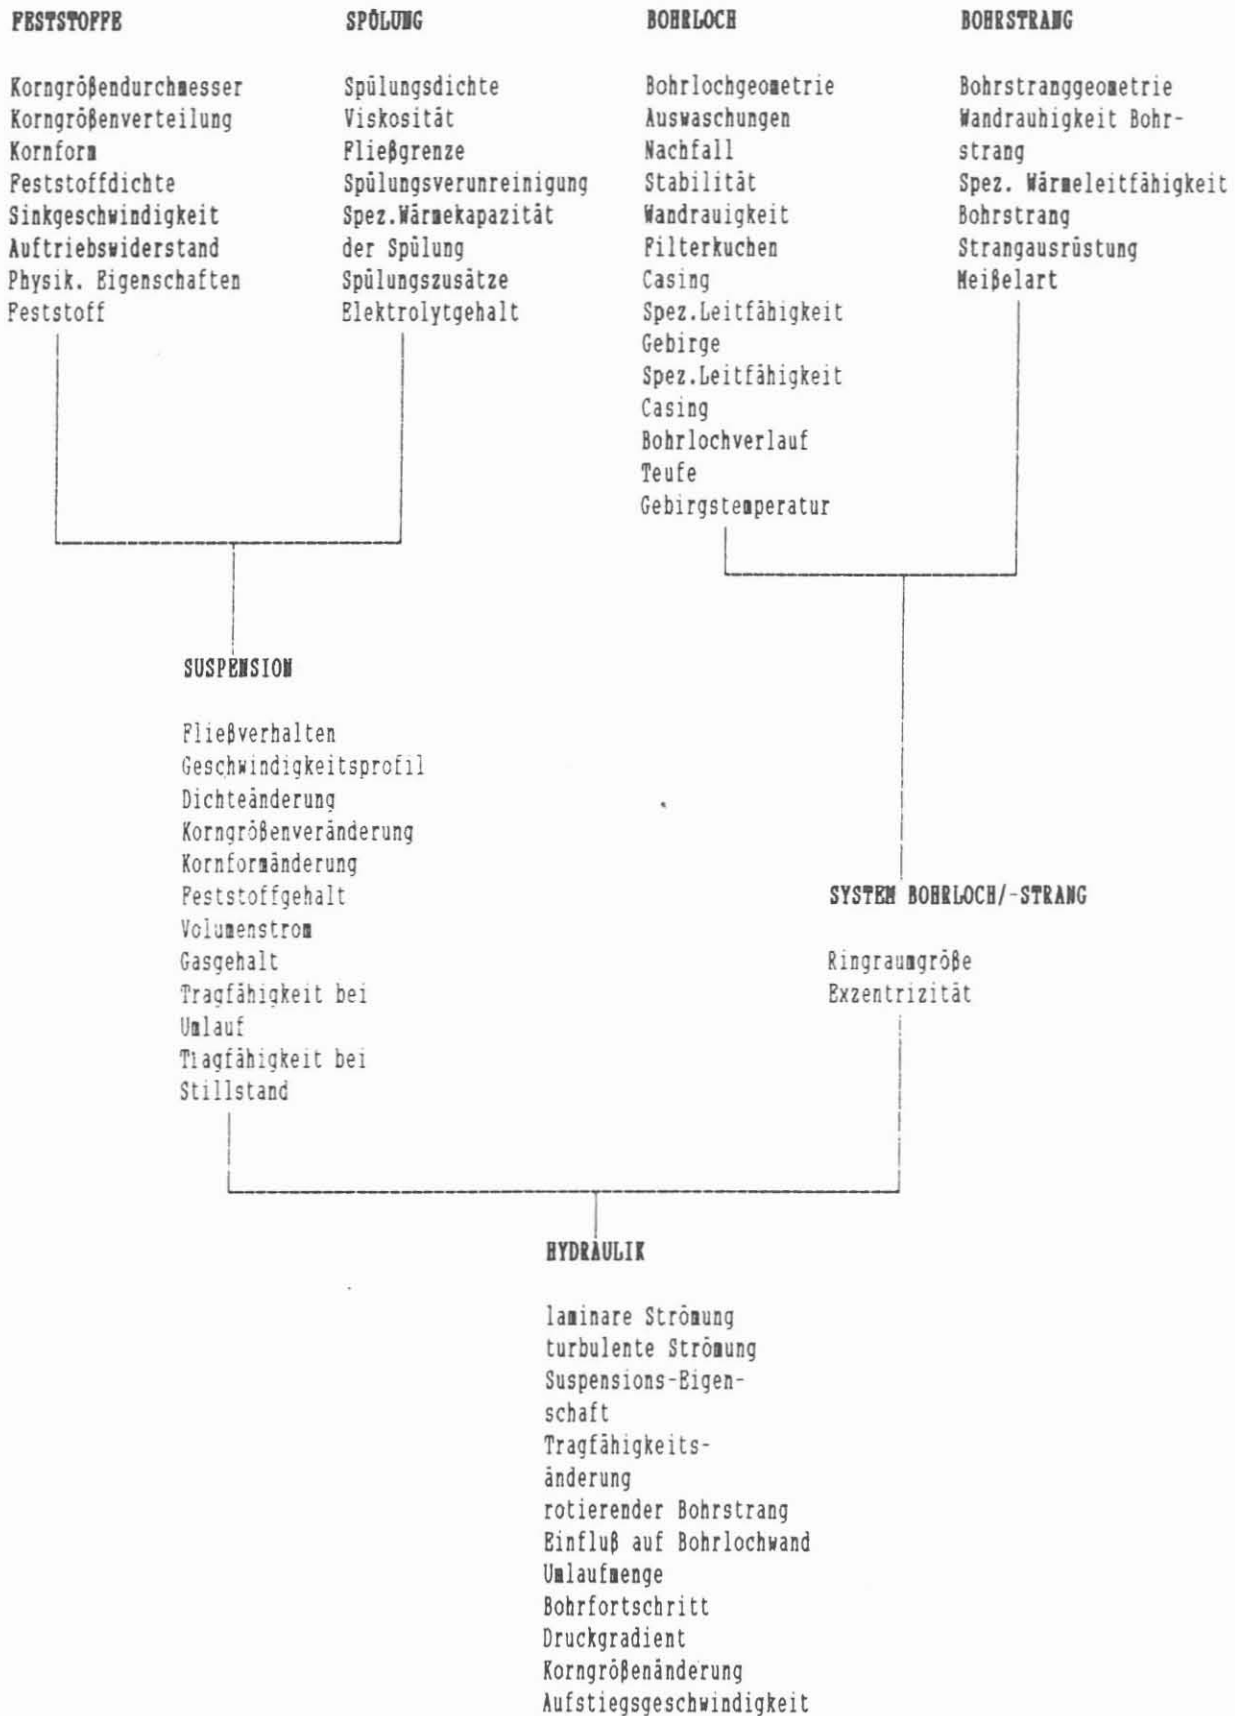 FESTSTOFFE
Korngrößendurchmesser
Korngrößenverteilung
Kornform
Feststoffdichte
Sinkgeschwindigkeit
Auftriebswiderstand
Physik. Eigenschaften
Feststoff
SPÜLUNG
Spülungsdichte
Viskosität
Fließgrenze
Spülungsverunreinigung
Spez.Wärmekapazität
der Spülung
Spülungszusätze
Elektrolytgehalt
BOHRLOCH
Bohrlochgeometrie
Auswaschungen
Nachfall
Stabilität
Wandrauigkeit
Filterkuchen
Casing
Spez.Leitfähigkeit
Gebirge
Spez.Leitfähigkeit
Casing
Bohrlochverlauf
Teufe
Gebirgstemperatur
BOHRSTRANG
Bohrstranggeometrie
Wandrauhigkeit Bohr-
strang
Spez. Wärmeleitfähigkeit
Bohrstrang
Strangausrüstung
Meißelart
SUSPENSION
Fließverhalten
Geschwindigkeitsprofil
Dichteänderung
Korngrößenveränderung
Kornformänderung
Feststoffgehalt
Volumenstrom
Gasgehalt
Tragfähigkeit bei
Umlauf
Tragfähigkeit bei
Stillstand
SYSTEM BOHRLOCH/-STRANG
Ringraumgröße
Exzentrizität
HYDRAULIK
laminare Strömung
turbulente Strömung
Suspensions-Eigen-
schaft
Tragfähigkeits-
änderung
rotierender Bohrstrang
Einfluß auf Bohrlochwand
Umlaufmenge
Bohrfortschritt
Druckgradient
Korngrößenänderung
Aufstiegsgeschwindigkeit